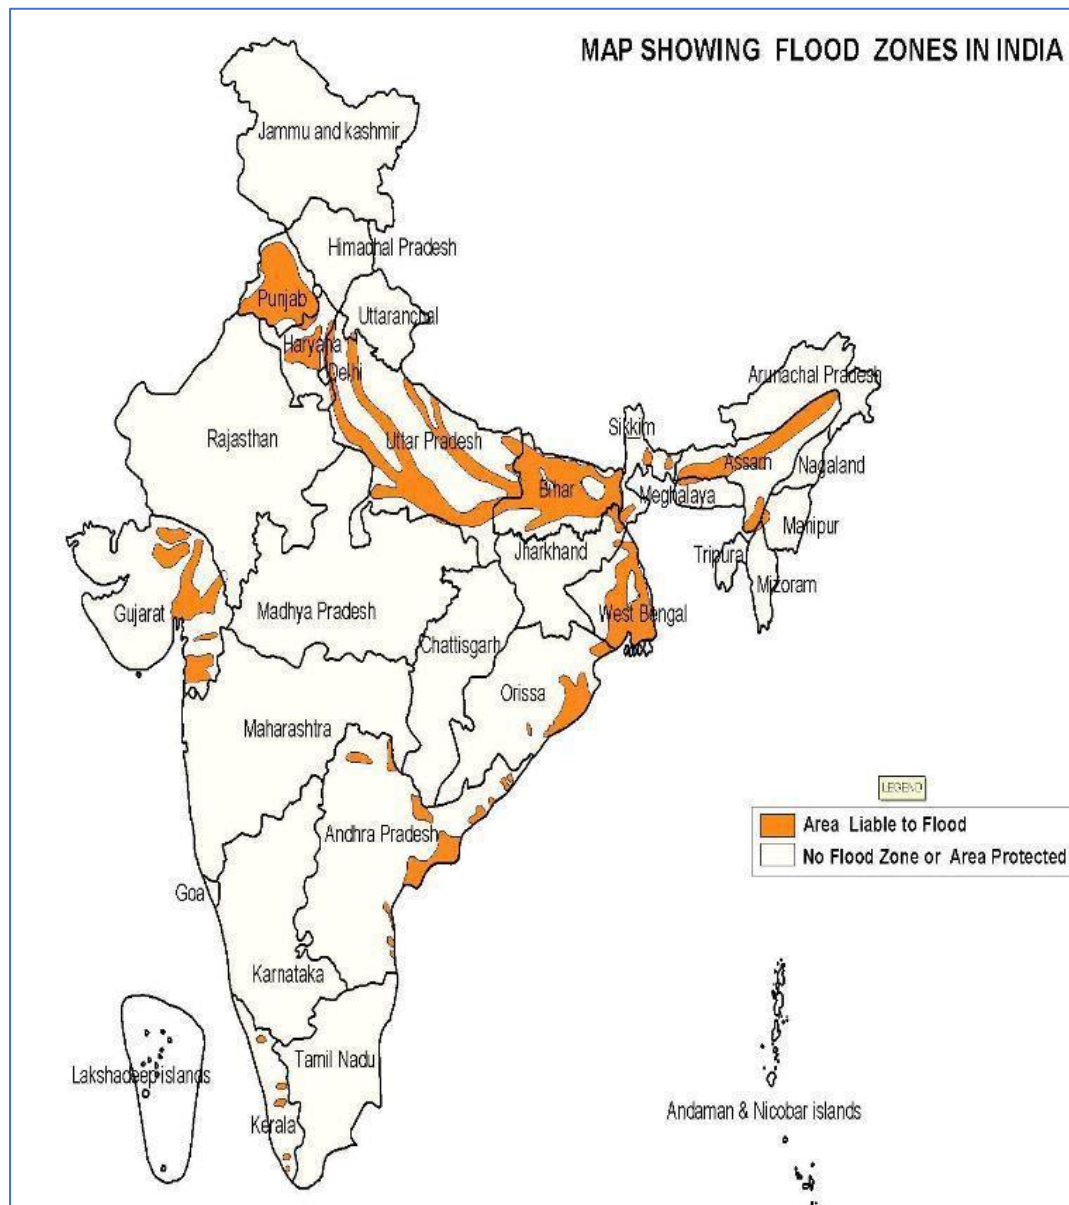 MAP SHOWING FLOOD ZONES IN INDIA
Jammu and kashmir
Himadhal Pradesh
Punjab
Uttaranchal
Haryana
Delhi
Arunachal Pradesh
Sikkim
Rajasthan
Uttar Pradesh
Assam
Nagaland
Bihar
Meghalaya
Manipur
Jharkhand
Tripura
Mizoram
Gujarat
Madhya Pradesh
West Bengal
Chattisgarh
Orissa
Maharashtra
LEGEND
Area Liable to Flood
Andhra Pradesh
No Flood Zone or Area Protected
Goa
Karnataka
Tamil Nadu
Lakshadeep islands
Andaman & Nicobar islands
Kerala